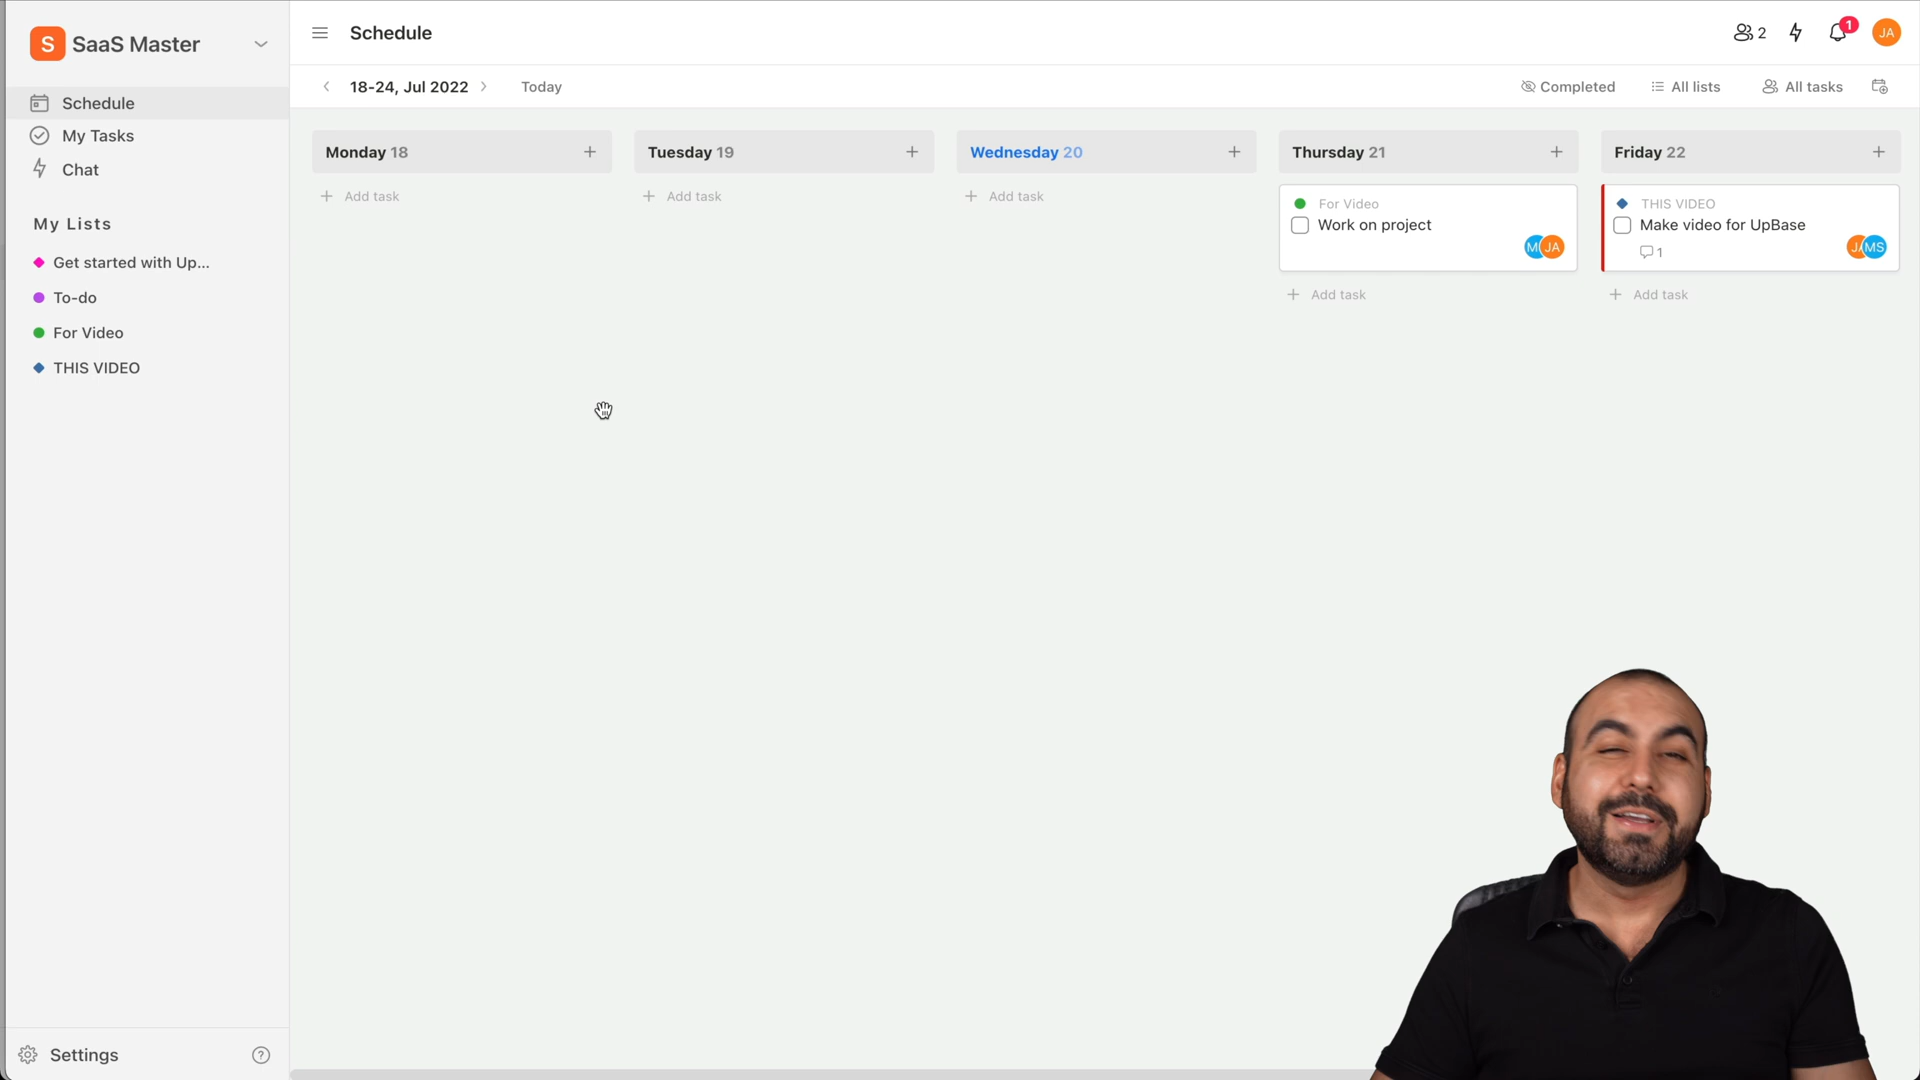 S SaaS Master
Schedule
My Tasks
Chat
My Lists
Get started with Up...
To-do
For Video
THIS VIDEO
Settings
?
Schedule
2
1
JA
18-24, Jul 2022
Today
Completed
All lists
All tasks
Monday 18
Add task
Tuesday 19
Add task
Wednesday 20
Add task
Thursday 21
For Video
Work on project
JA
Add task
Friday 22
THIS VIDEO
Make video for UpBase
1
MS
Add task